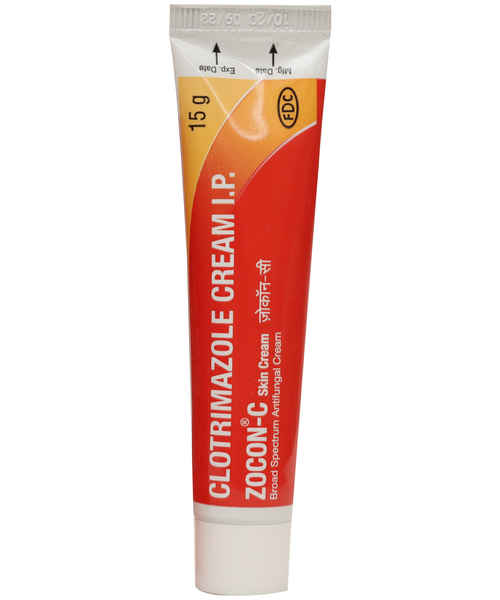 15 g
FDC
CLOTRIMAZOLE CREAM I.P.
ZOCON®-C Skin Cream ज़ोकॉन-सी
Broad Spectrum Antifungal Cream
Mfg. Date
Exp. Date